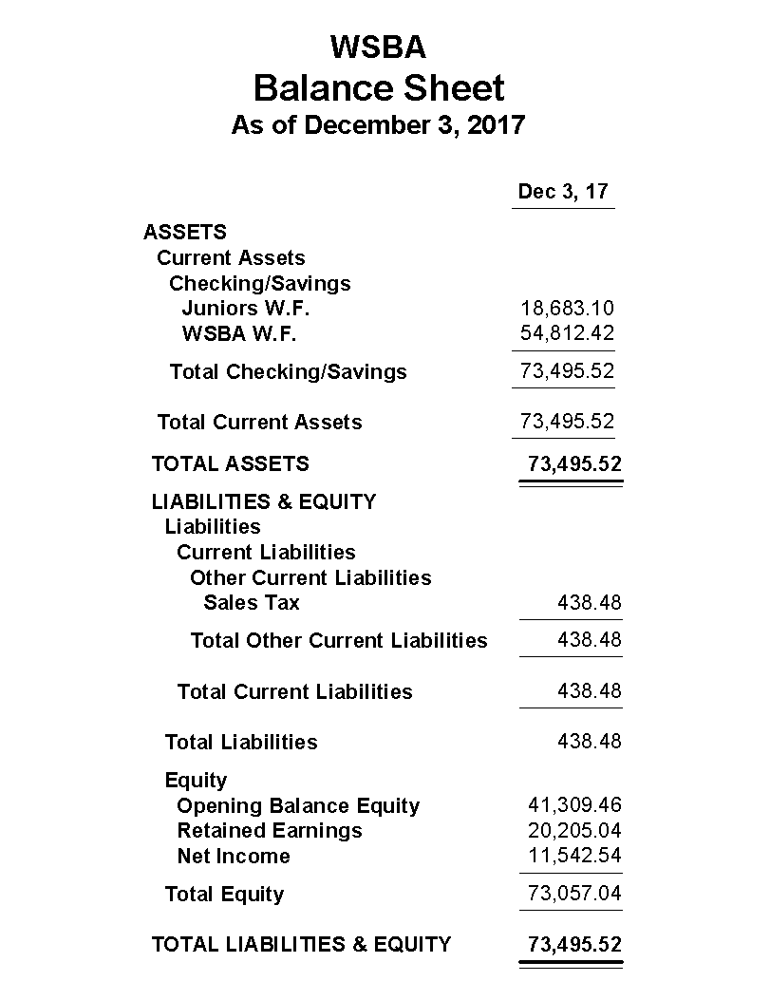 WSBA
Balance Sheet
As of December 3, 2017
Dec 3, 17
ASSETS
Current Assets
Checking/Savings
Juniors W.F. 18,683.10
WSBA W.F. 54,812.42
Total Checking/Savings 73,495.52
Total Current Assets 73,495.52
TOTAL ASSETS 73,495.52
LIABILITIES & EQUITY
Liabilities
Current Liabilities
Other Current Liabilities
Sales Tax 438.48
Total Other Current Liabilities 438.48
Total Current Liabilities 438.48
Total Liabilities 438.48
Equity
Opening Balance Equity 41,309.46
Retained Earnings 20,205.04
Net Income 11,542.54
Total Equity 73,057.04
TOTAL LIABILITIES & EQUITY 73,495.52